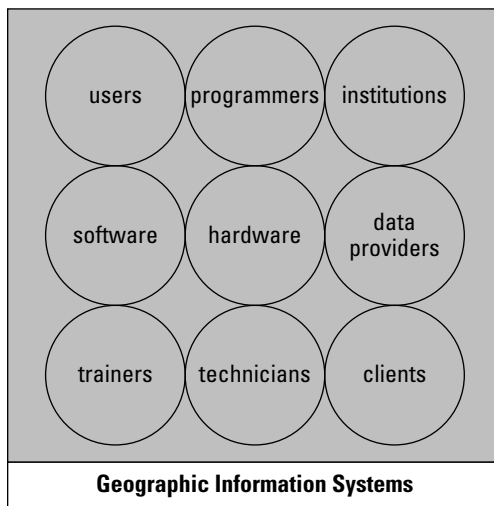 users
programmers
institutions
software
hardware
data
providers
trainers
technicians
clients
Geographic Information Systems